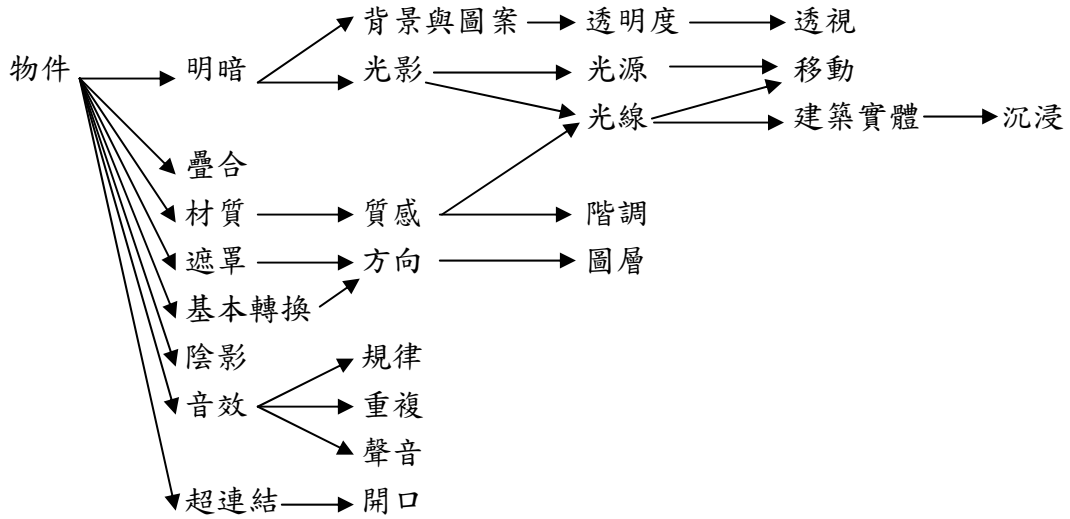 背景與圖案 透明度 透視
物件 明暗 光影 光源 移動
光線 建築實體 沉浸
疊合
材質 質感 階調
遮罩 方向 圖層
基本轉換
陰影 規律
音效 重複
聲音
超連結 開口